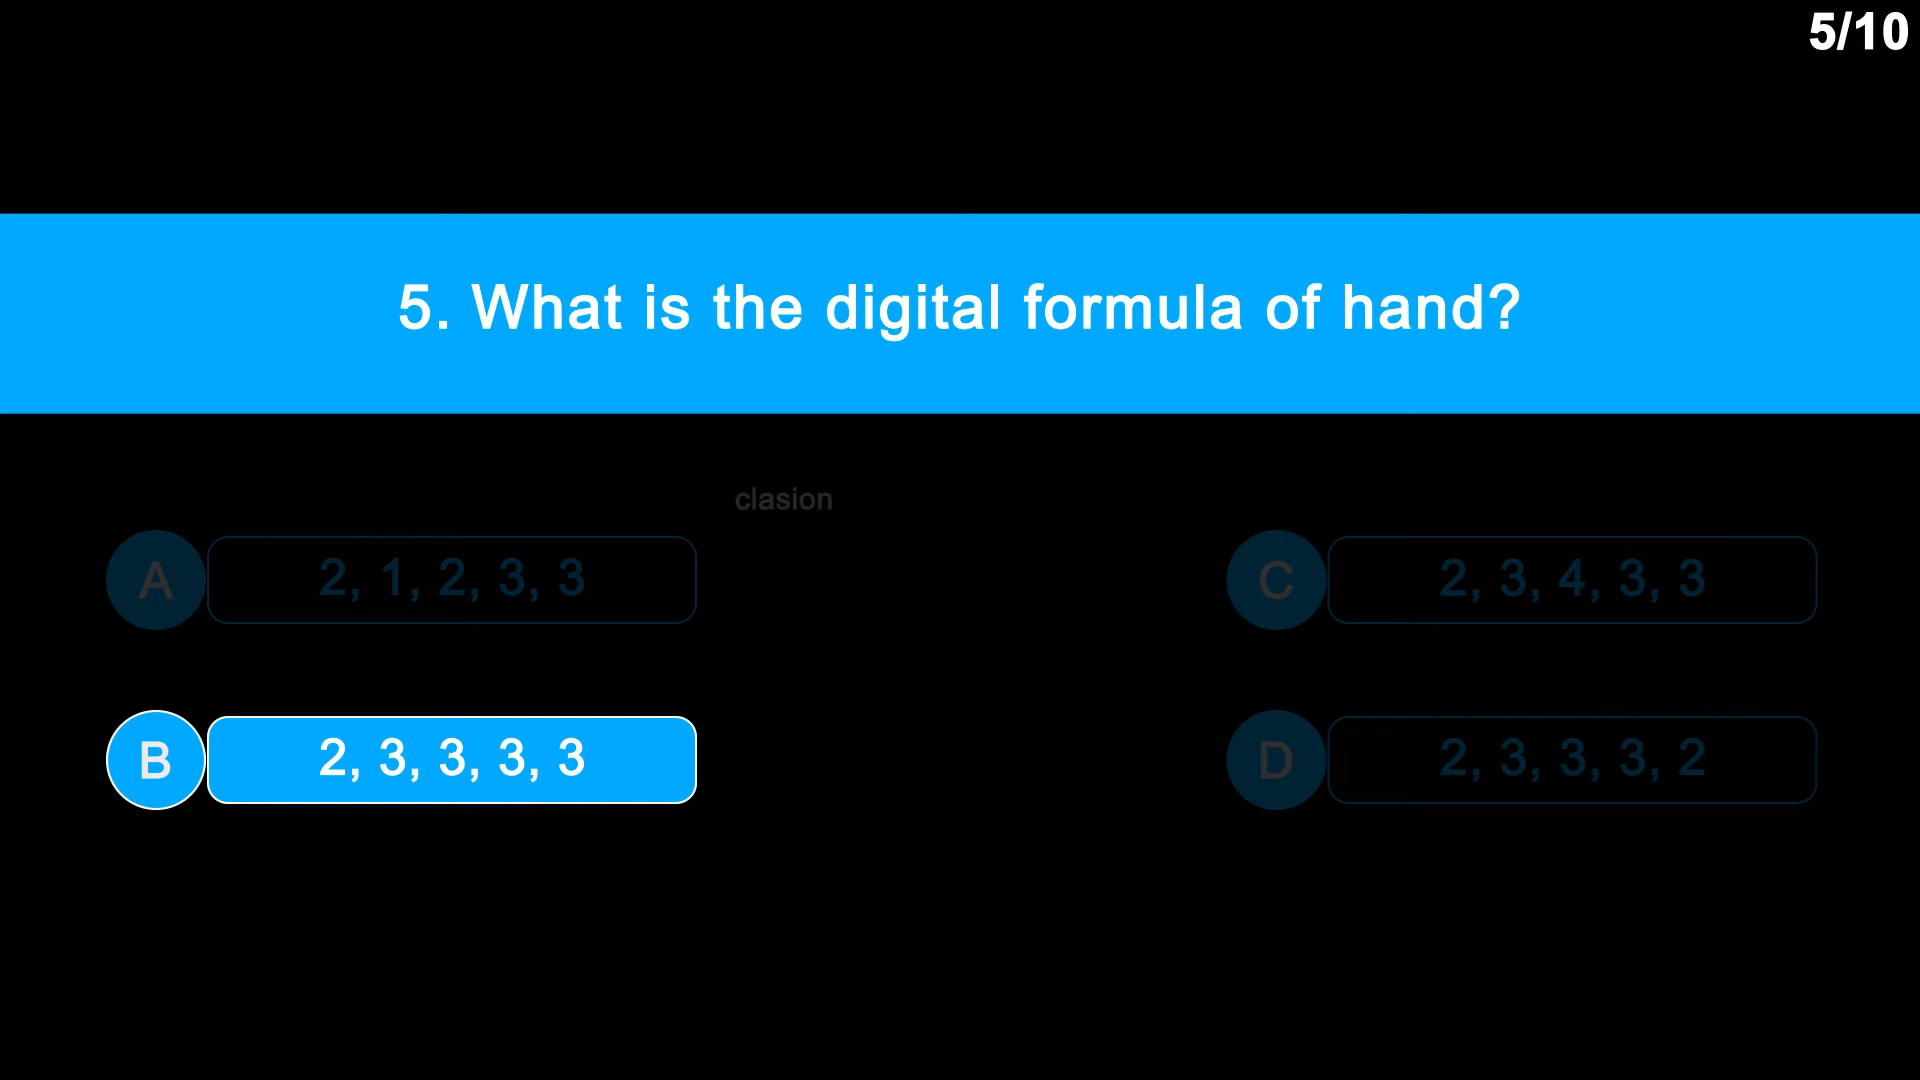 5/10
5. What is the digital formula of hand?
clasion
A
2, 1, 2, 3, 3
B
2, 3, 3, 3, 3
C
2, 3, 4, 3, 3
D
2, 3, 3, 3, 2